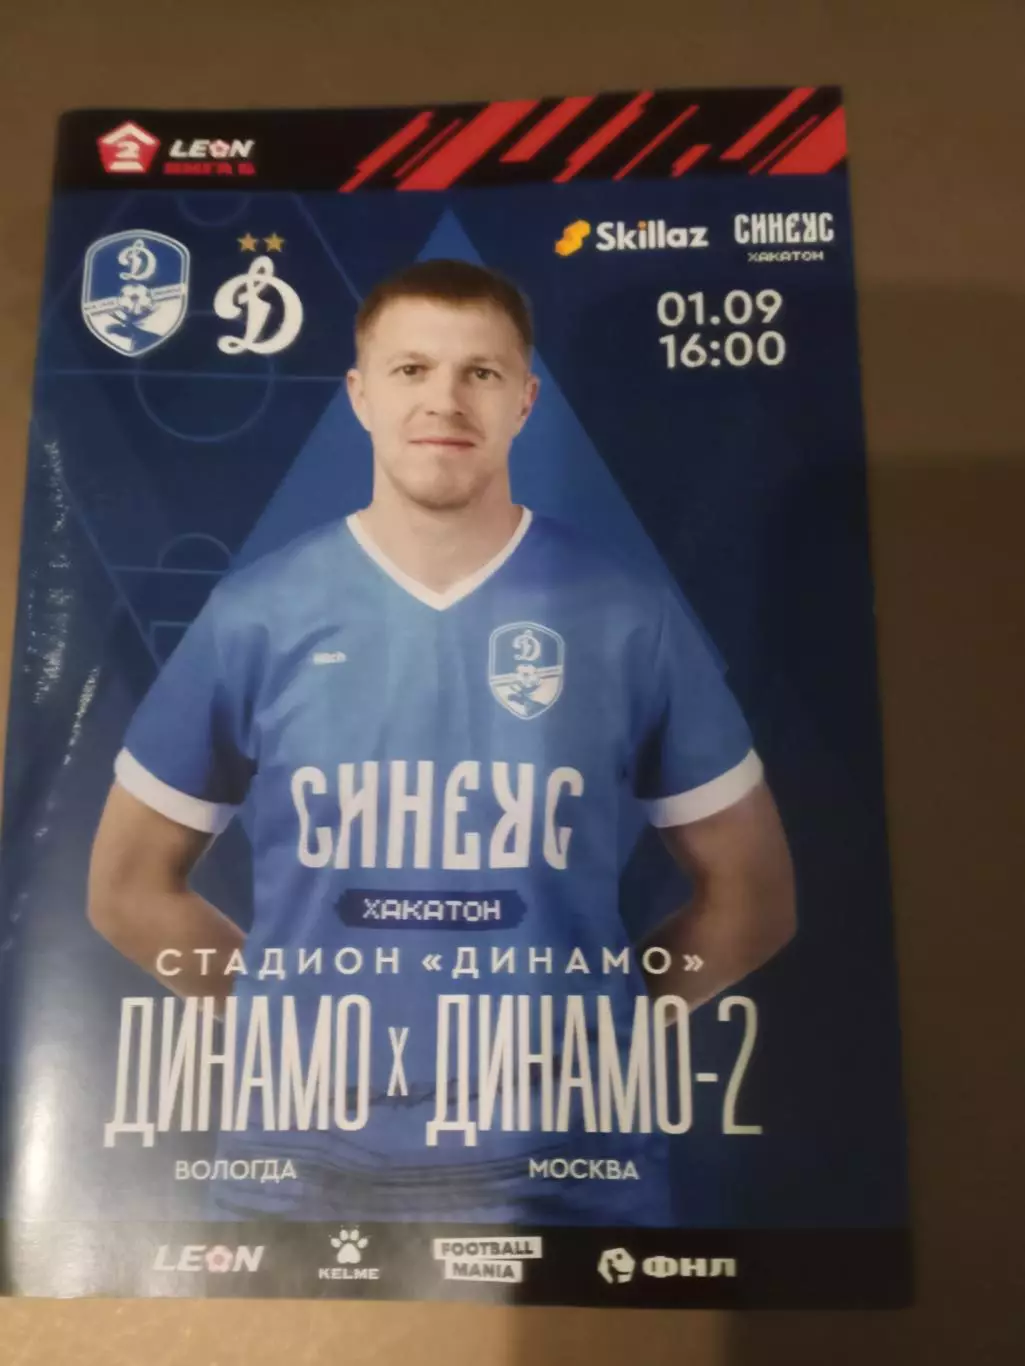 2 LEON
ЛИГА Б
Skillaz
СИНЕУС
ХАКАТОН
01.09
16:00
СИНЕУС
ХАКАТОН
СТАДИОН «ДИНАМО»
ДИНАМО Х ДИНАМО-2
ВОЛОГДА
МОСКВА
LEON
KELME
FOOTBALL
MANIA
ФНЛ